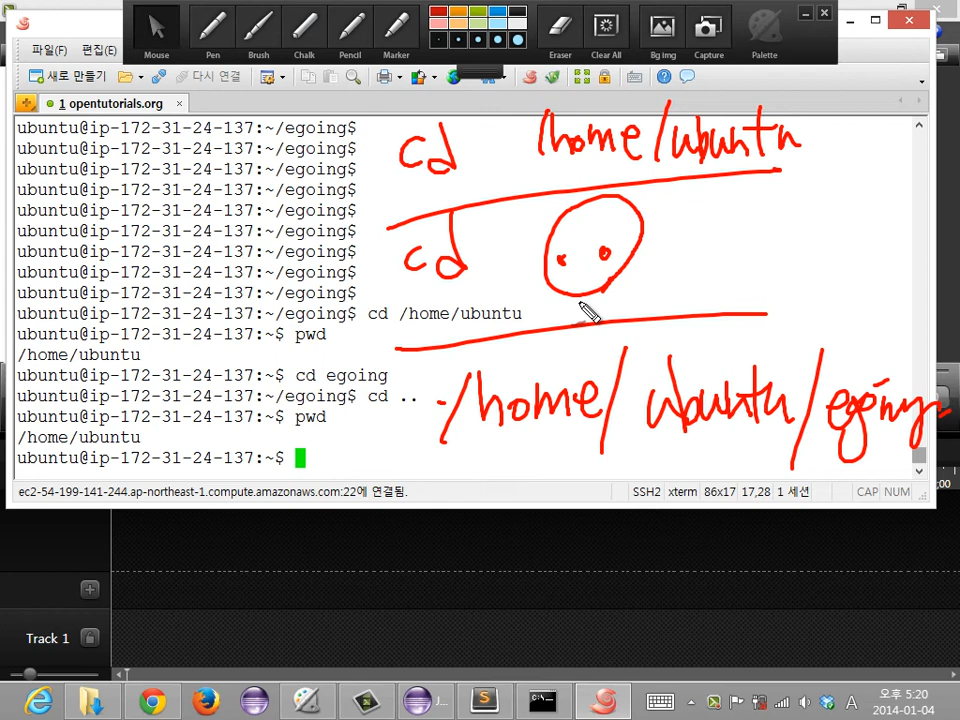 Mouse Pen Brush Chalk Pencil Marker Eraser Clear All Bg img Capture Palette
파일(F) 편집(E)
새로 만들기 다시 연결
1 opentutorials.org
ubuntu@ip-172-31-24-137:~/egoing$
ubuntu@ip-172-31-24-137:~/egoing$
ubuntu@ip-172-31-24-137:~/egoing$
ubuntu@ip-172-31-24-137:~/egoing$
ubuntu@ip-172-31-24-137:~/egoing$
ubuntu@ip-172-31-24-137:~/egoing$
ubuntu@ip-172-31-24-137:~/egoing$
ubuntu@ip-172-31-24-137:~/egoing$
ubuntu@ip-172-31-24-137:~/egoing$
ubuntu@ip-172-31-24-137:~/egoing$ cd /home/ubuntu
ubuntu@ip-172-31-24-137:~$ pwd
/home/ubuntu
ubuntu@ip-172-31-24-137:~$ cd egoing
ubuntu@ip-172-31-24-137:~/egoing$ cd ..
ubuntu@ip-172-31-24-137:~$ pwd
/home/ubuntu
ubuntu@ip-172-31-24-137:~$
cd /home/ubuntu
cd ..
/home/ubuntu/egoing
ec2-54-199-141-244.ap-northeast-1.compute.amazonaws.com:22에 연결됨.
SSH2 xterm 86x17 17,28 1 세션 CAP NUM
Track 1
J...
A
오후 5:20
2014-01-04